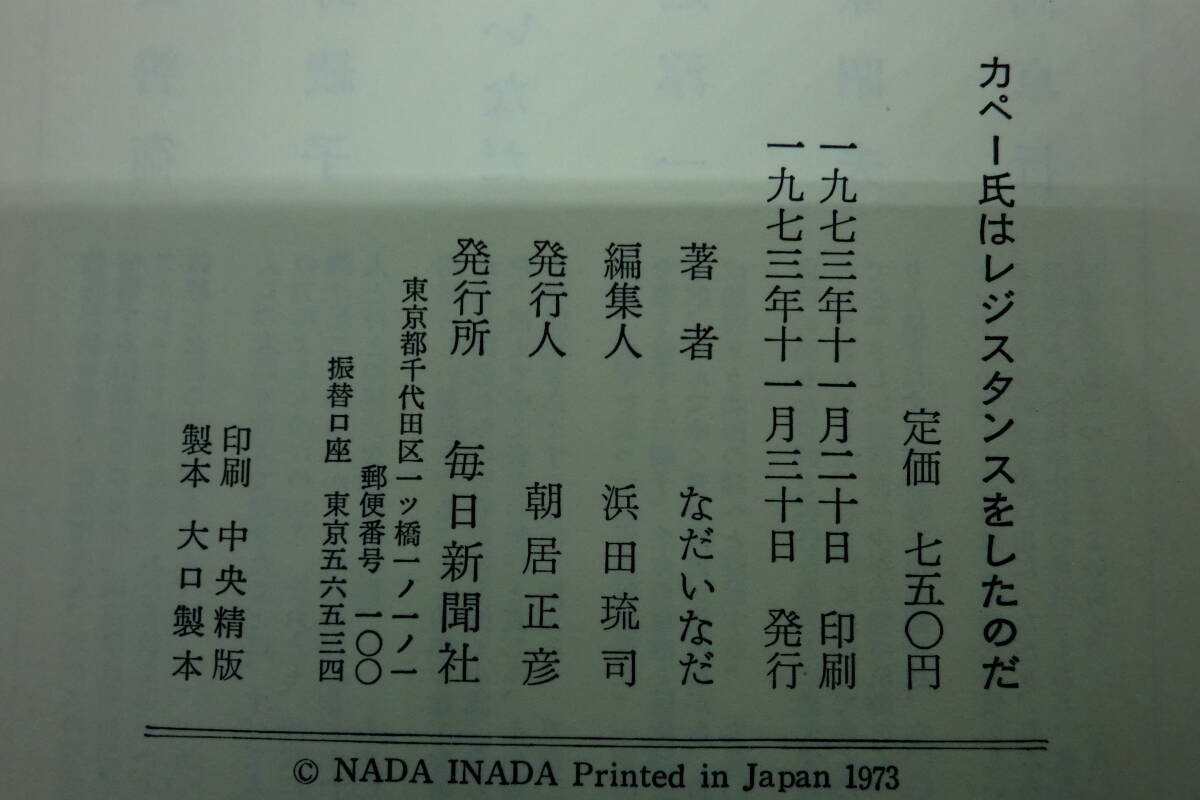 カペー氏はレジスタンスをしたのだ
定価 七五〇円
一九七三年十一月二十日 印刷
一九七三年十一月三十日 発行
著者 なだいなだ
編集人 浜田琉司
発行人 朝居正彦
発行所 毎日新聞社
東京都千代田区一ツ橋一ノ一ノ一
郵便番号 一〇〇
振替口座 東京五六五三四
印刷 中央精版
製本 大口製本
© NADA INADA Printed in Japan 1973